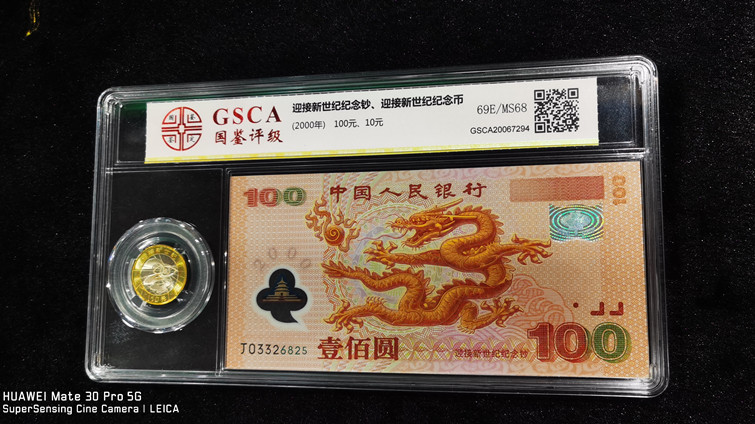 GSCA
国鉴评级
迎接新世纪纪念钞、迎接新世纪纪念币
(2000年) 100元、10元
69E/MS68
GSCA20067294
100
中国人民银行
100
2000
J03326825
壹佰圆
迎接新世纪纪念钞
100
HUAWEI Mate 30 Pro 5G
SuperSensing Cine Camera | LEICA